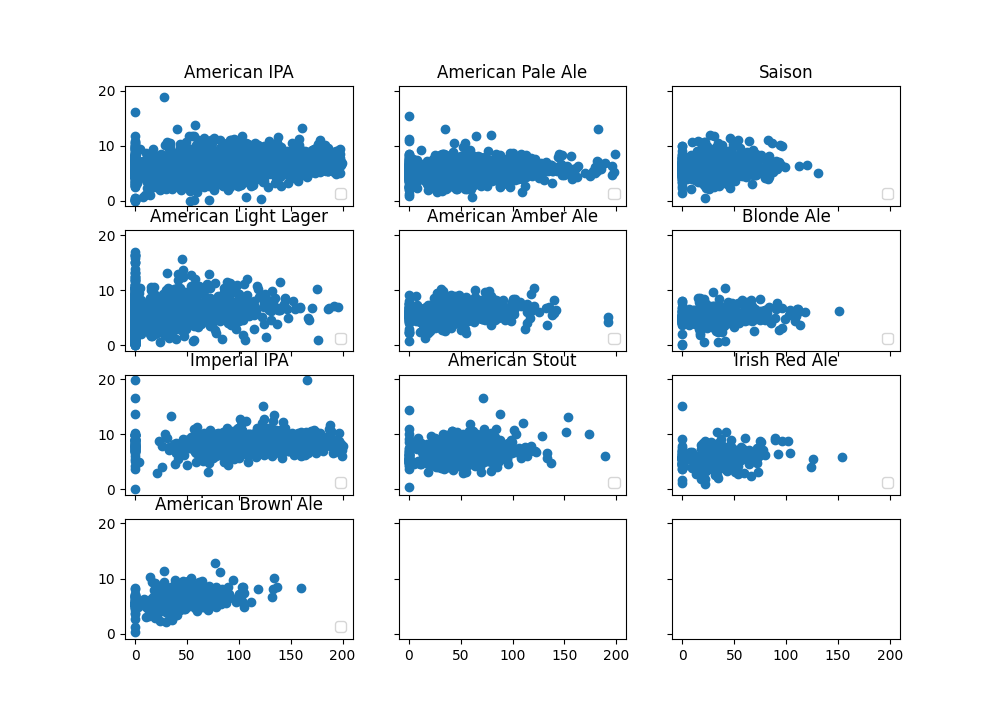 American IPA
American Pale Ale
Saison
20
10
0
American Light Lager
American Amber Ale
Blonde Ale
20
10
0
Imperial IPA
American Stout
Irish Red Ale
20
10
0
American Brown Ale
20
10
0
0 50 100 150 200
0 50 100 150 200
0 50 100 150 200